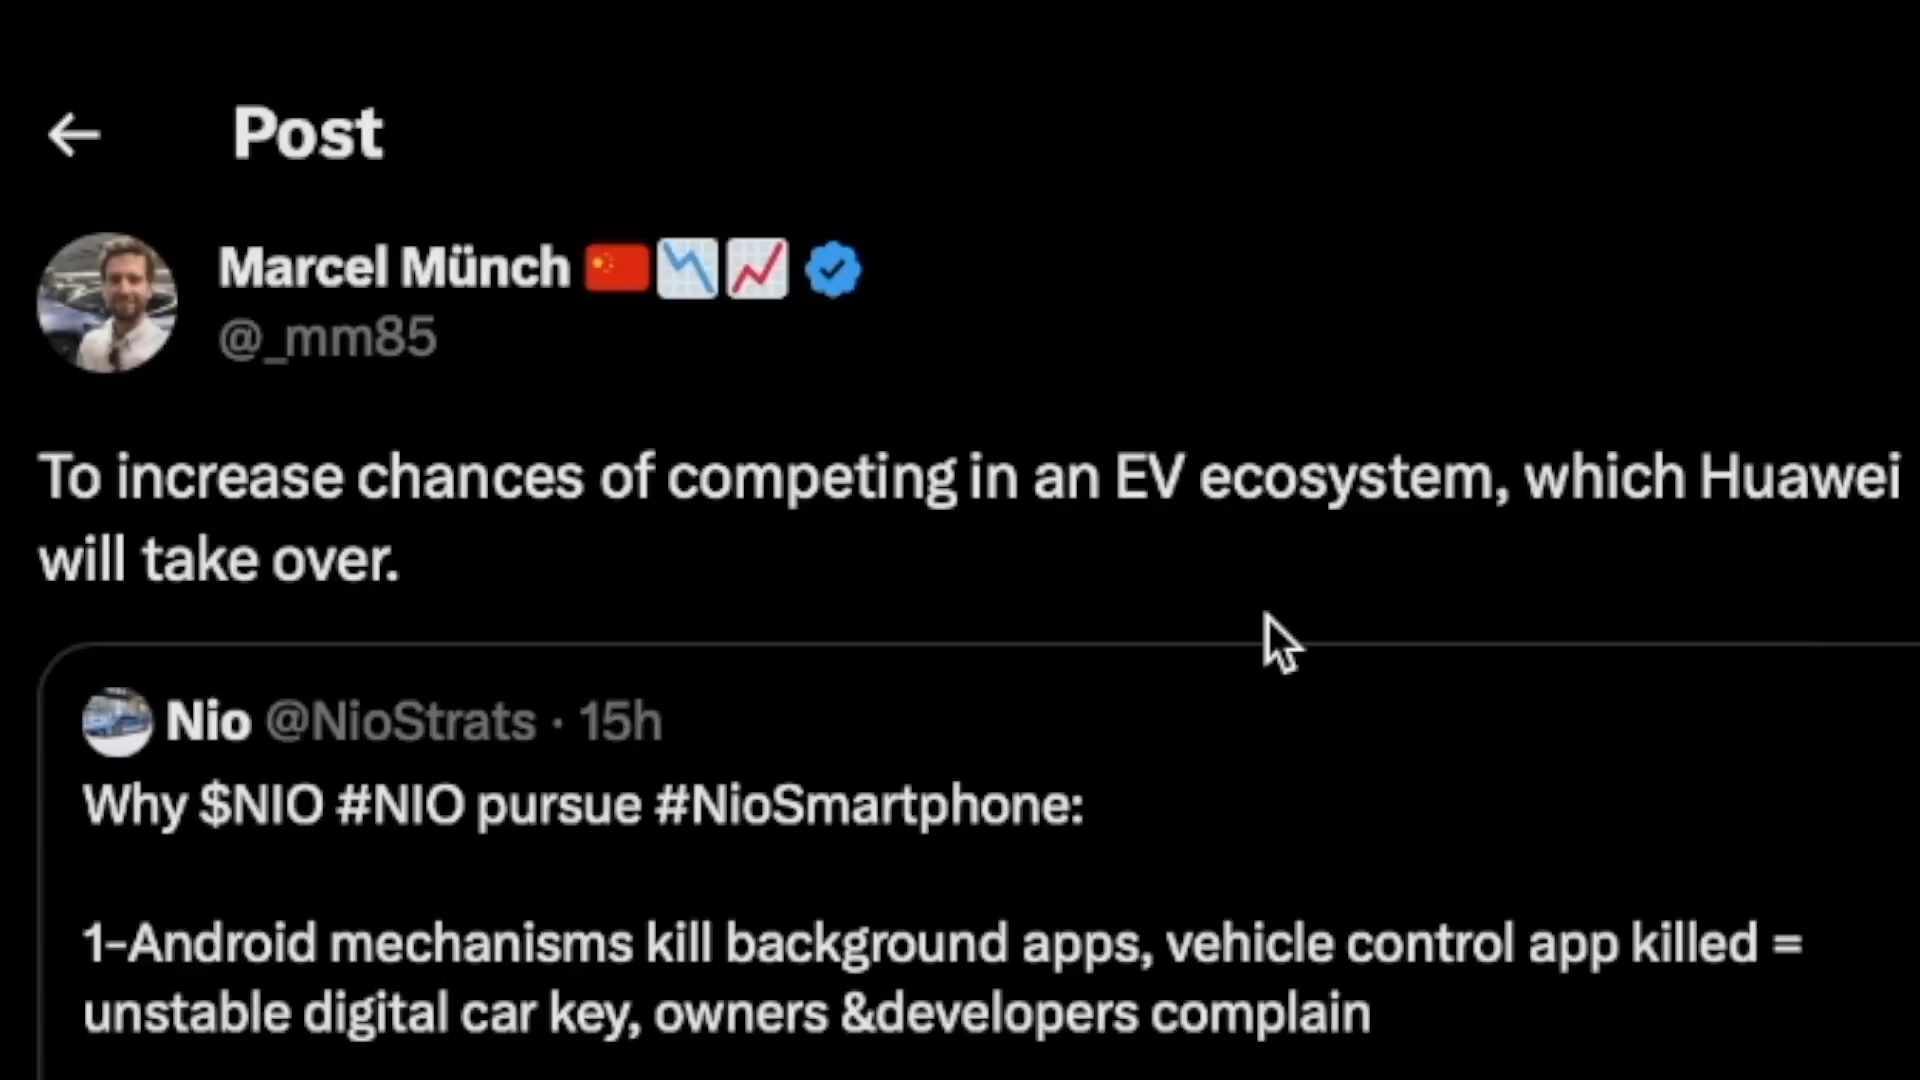 Post
Marcel Münch 🇨🇳📉📈
@_mm85
To increase chances of competing in an EV ecosystem, which Huawei
will take over.
Nio @NioStrats · 15h
Why $NIO #NIO pursue #NioSmartphone:
1-Android mechanisms kill background apps, vehicle control app killed =
unstable digital car key, owners &developers complain